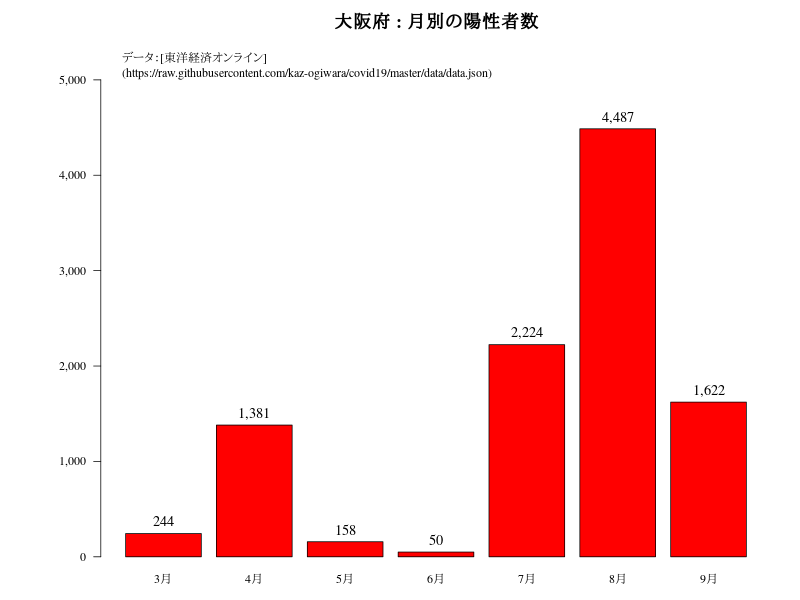 大阪府 : 月別の陽性者数
データ：[東洋経済オンライン]
(https://raw.githubusercontent.com/kaz-ogiwara/covid19/master/data/data.json)
5,000
4,000
3,000
2,000
1,000
0
244
1,381
158
50
2,224
4,487
1,622
3月
4月
5月
6月
7月
8月
9月